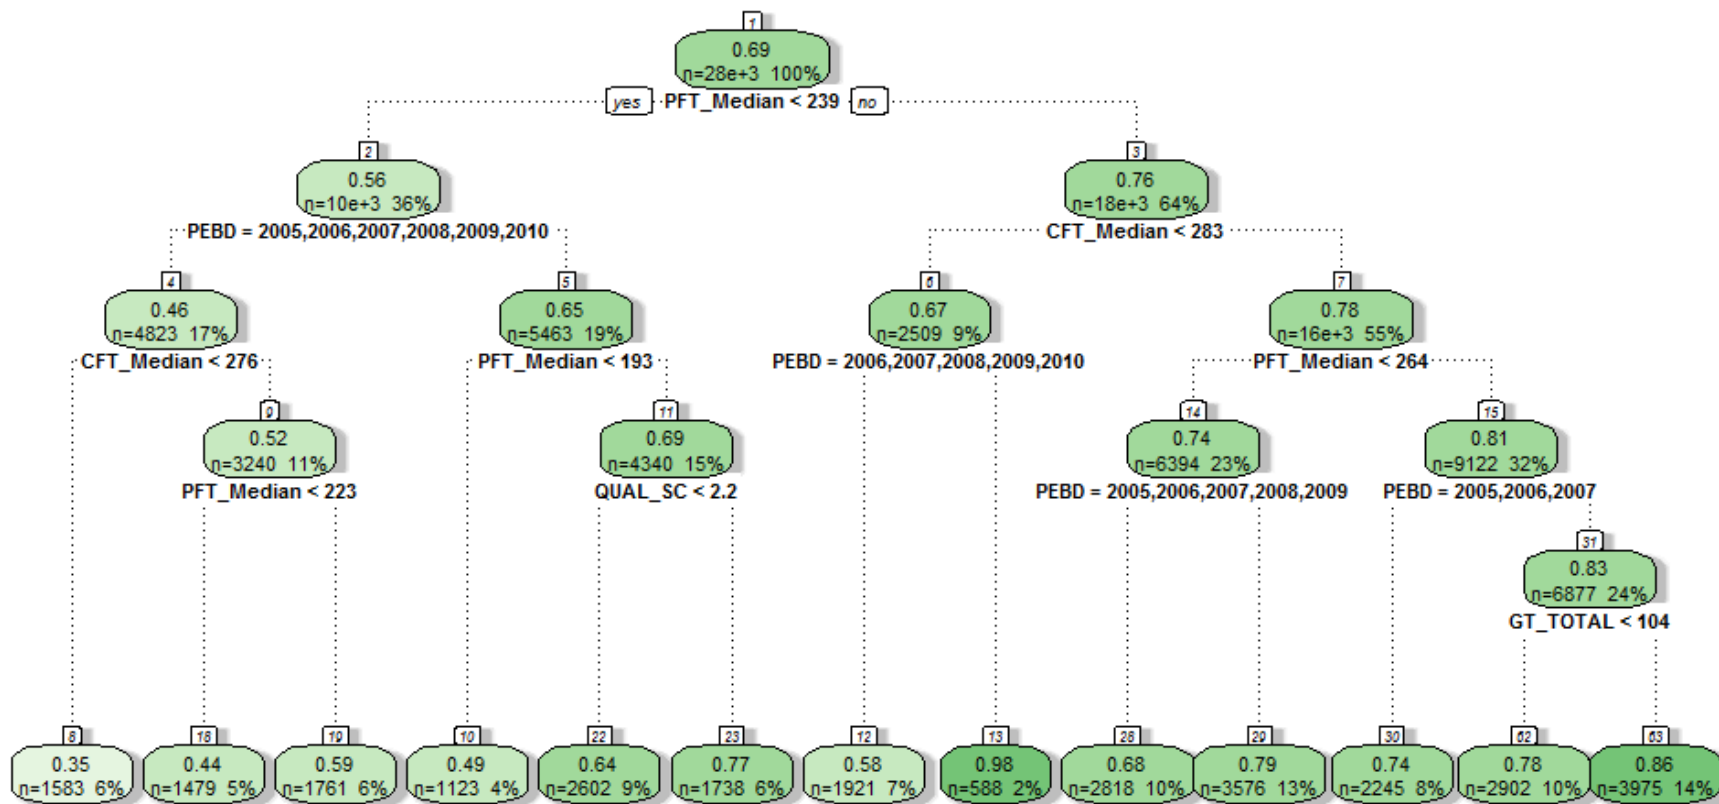 1
0.69
n=28e+3 100%
yes PFT_Median < 239 no
2
0.56
n=10e+3 36%
PEBD = 2005,2006,2007,2008,2009,2010
3
0.76
n=18e+3 64%
CFT_Median < 283
4
0.46
n=4823 17%
CFT_Median < 276
5
0.65
n=5463 19%
PFT_Median < 193
6
0.67
n=2509 9%
PEBD = 2006,2007,2008,2009,2010
7
0.78
n=16e+3 55%
PFT_Median < 264
9
0.52
n=3240 11%
PFT_Median < 223
11
0.69
n=4340 15%
QUAL_SC < 2.2
14
0.74
n=6394 23%
PEBD = 2005,2006,2007,2008,2009
15
0.81
n=9122 32%
PEBD = 2005,2006,2007
31
0.83
n=6877 24%
GT_TOTAL < 104
8
0.35
n=1583 6%
18
0.44
n=1479 5%
19
0.59
n=1761 6%
10
0.49
n=1123 4%
22
0.64
n=2602 9%
23
0.77
n=1738 6%
12
0.58
n=1921 7%
13
0.98
n=588 2%
28
0.68
n=2818 10%
29
0.79
n=3576 13%
30
0.74
n=2245 8%
62
0.78
n=2902 10%
63
0.86
n=3975 14%